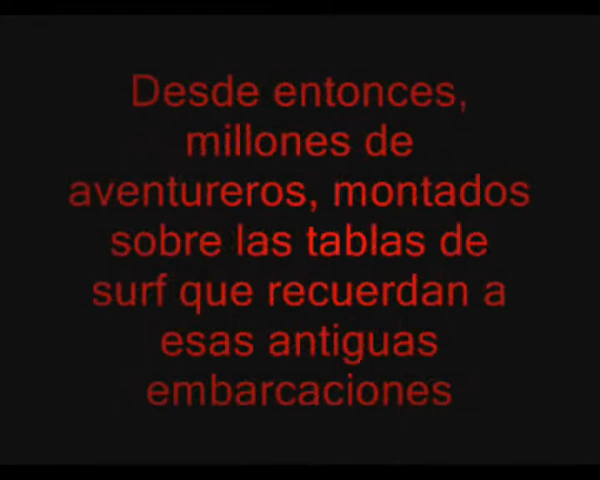 Desde entonces,
millones de
aventureros, montados
sobre las tablas de
surf que recuerdan a
esas antiguas
embarcaciones